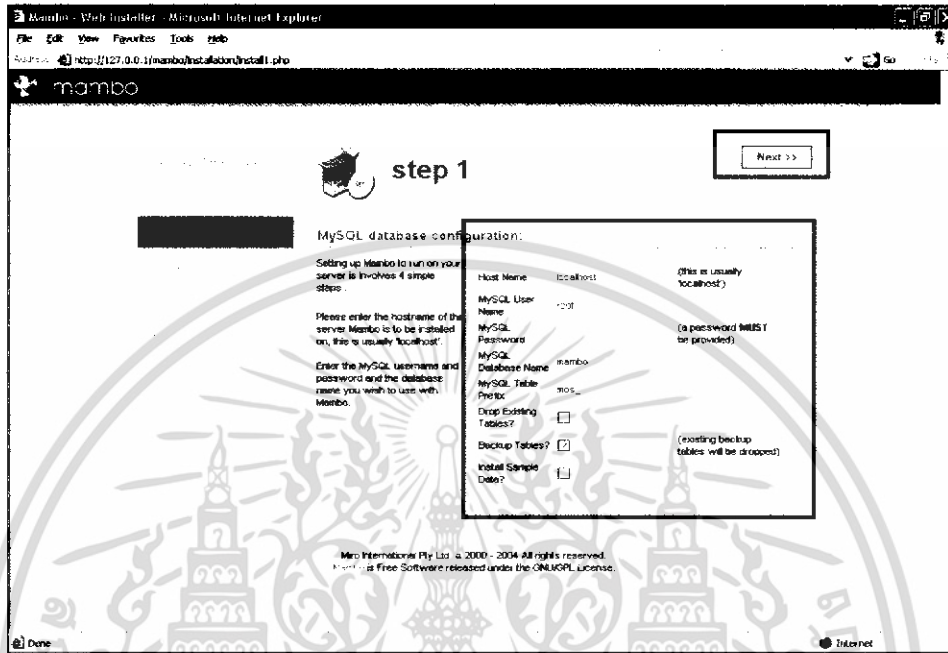 Mambo - Web Installer - Microsoft Internet Explorer
File Edit View Favorites Tools Help
Address http://127.0.0.1/mambo/installation/install1.php Go
mambo
step 1
Next >>
MySQL database configuration:
Setting up Mambo to run on your
server is involves 4 simple
steps .
Please enter the hostname of the
server Mambo is to be installed
on, this is usually 'localhost'.
Enter the MySQL username and
password and the database
name you wish to use with
Mambo.
Host Name localhost (this is usually
'localhost')
MySQL User
Name root
MySQL
Password (a password MUST
be provided)
MySQL
Database Name mambo
MySQL Table
Prefix mos_
Drop Existing
Tables?
Backup Tables? (existing backup
tables will be dropped)
Install Sample
Data?
Miro International Pty Ltd. 2000 - 2004 All rights reserved.
is Free Software released under the GNU/GPL License.
Done Internet